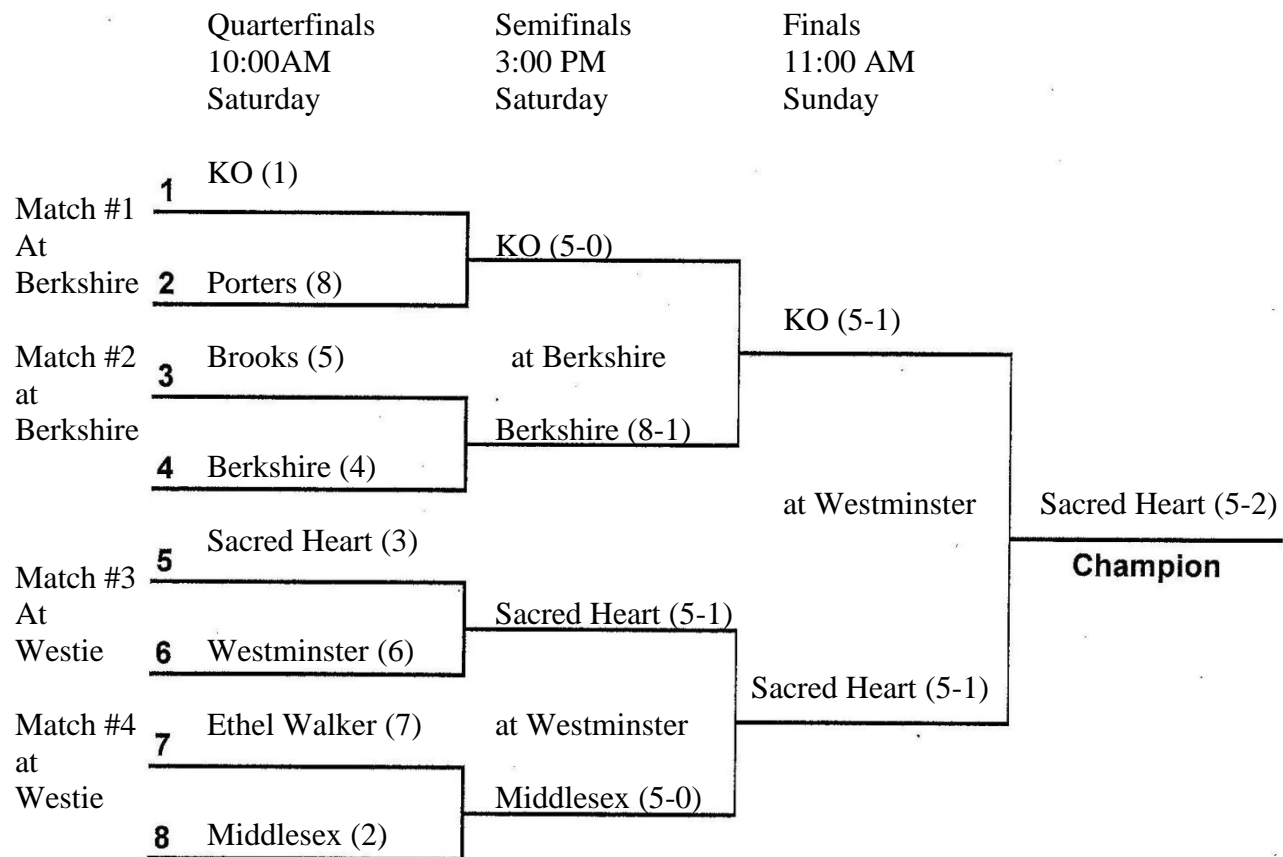 Quarterfinals
10:00AM
Saturday
Semifinals
3:00 PM
Saturday
Finals
11:00 AM
Sunday
Match #1
At
Berkshire
1 KO (1)
2 Porters (8)
KO (5-0)
Match #2
at
Berkshire
3 Brooks (5)
4 Berkshire (4)
at Berkshire
Berkshire (8-1)
KO (5-1)
Match #3
At
Westie
5 Sacred Heart (3)
6 Westminster (6)
Sacred Heart (5-1)
Match #4
at
Westie
7 Ethel Walker (7)
8 Middlesex (2)
at Westminster
Middlesex (5-0)
Sacred Heart (5-1)
at Westminster
Sacred Heart (5-2)
Champion